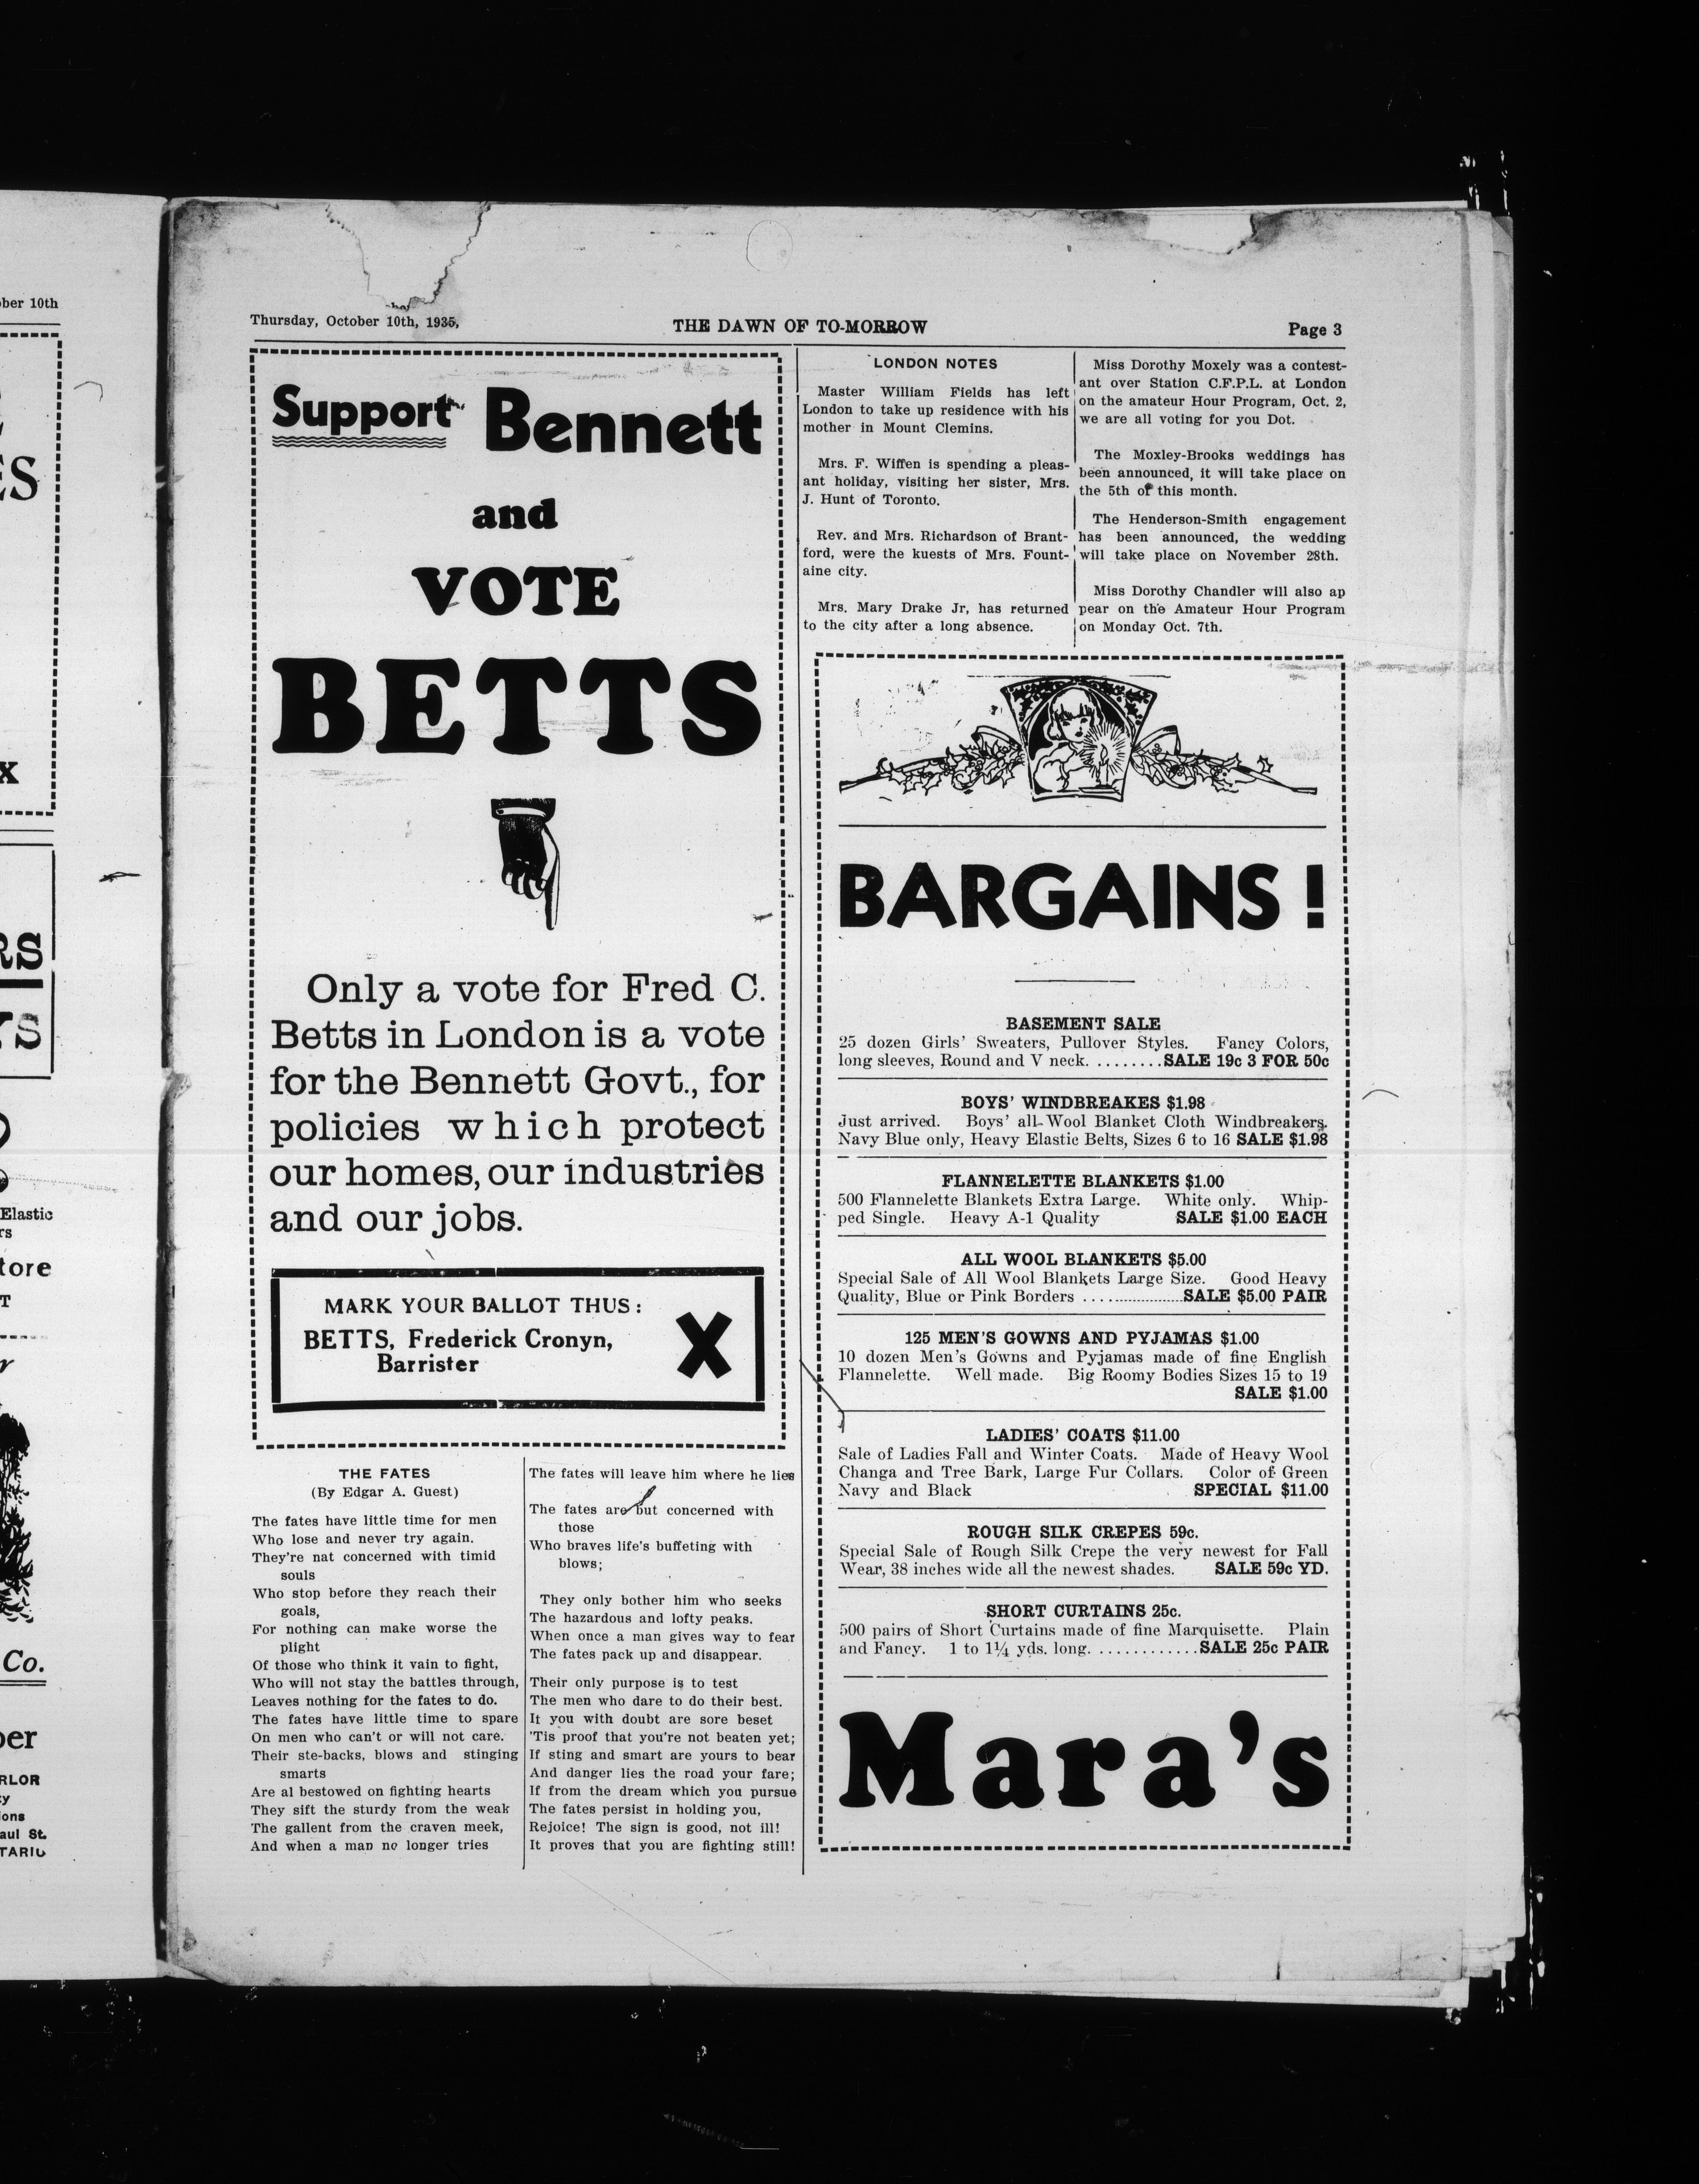 ber 10th
ES
X
RS
YS
Elastic
rs
tore
T
Co.
per
RLOR
ty
ions
aul St.
TARIO
Thursday, October 10th, 1935,
THE DAWN OF TO-MORROW
Page 3
Support Bennett
and
VOTE
BETTS
Only a vote for Fred C.
Betts in London is a vote
for the Bennett Govt., for
policies which protect
our homes, our industries
and our jobs.
MARK YOUR BALLOT THUS:
BETTS, Frederick Cronyn,
Barrister
X
THE FATES
(By Edgar A. Guest)
The fates have little time for men
Who lose and never try again.
They're nat concerned with timid
souls
Who stop before they reach their
goals,
For nothing can make worse the
plight
Of those who think it vain to fight,
Who will not stay the battles through,
Leaves nothing for the fates to do.
The fates have little time to spare
On men who can't or will not care.
Their ste-backs, blows and stinging
smarts
Are al bestowed on fighting hearts
They sift the sturdy from the weak
The gallent from the craven meek,
And when a man no longer tries
The fates will leave him where he lies
The fates are but concerned with
those
Who braves life's buffeting with
blows;
They only bother him who seeks
The hazardous and lofty peaks.
When once a man gives way to fear
The fates pack up and disappear.
Their only purpose is to test
The men who dare to do their best.
It you with doubt are sore beset
'Tis proof that you're not beaten yet;
If sting and smart are yours to bear
And danger lies the road your fare;
If from the dream which you pursue
The fates persist in holding you,
Rejoice! The sign is good, not ill!
It proves that you are fighting still!
LONDON NOTES
Master William Fields has left
London to take up residence with his
mother in Mount Clemins.
Mrs. F. Wiffen is spending a pleas-
ant holiday, visiting her sister, Mrs.
J. Hunt of Toronto.
Rev. and Mrs. Richardson of Brant-
ford, were the kuests of Mrs. Fount-
aine city.
Mrs. Mary Drake Jr, has returned
to the city after a long absence.
Miss Dorothy Moxely was a contest-
ant over Station C.F.P.L. at London
on the amateur Hour Program, Oct. 2,
we are all voting for you Dot.
The Moxley-Brooks weddings has
been announced, it will take place on
the 5th of this month.
The Henderson-Smith engagement
has been announced, the wedding
will take place on November 28th.
Miss Dorothy Chandler will also ap
pear on the Amateur Hour Program
on Monday Oct. 7th.
BARGAINS !
BASEMENT SALE
25 dozen Girls' Sweaters, Pullover Styles. Fancy Colors,
long sleeves, Round and V neck. ........SALE 19c 3 FOR 50c
BOYS' WINDBREAKES $1.98
Just arrived. Boys' all-Wool Blanket Cloth Windbreakers.
Navy Blue only, Heavy Elastic Belts, Sizes 6 to 16 SALE $1.98
FLANNELETTE BLANKETS $1.00
500 Flannelette Blankets Extra Large. White only. Whip-
ped Single. Heavy A-1 Quality SALE $1.00 EACH
ALL WOOL BLANKETS $5.00
Special Sale of All Wool Blankets Large Size. Good Heavy
Quality, Blue or Pink Borders ....................SALE $5.00 PAIR
125 MEN'S GOWNS AND PYJAMAS $1.00
10 dozen Men's Gowns and Pyjamas made of fine English
Flannelette. Well made. Big Roomy Bodies Sizes 15 to 19
SALE $1.00
LADIES' COATS $11.00
Sale of Ladies Fall and Winter Coats. Made of Heavy Wool
Changa and Tree Bark, Large Fur Collars. Color of Green
Navy and Black SPECIAL $11.00
ROUGH SILK CREPES 59c.
Special Sale of Rough Silk Crepe the very newest for Fall
Wear, 38 inches wide all the newest shades. SALE 59c YD.
SHORT CURTAINS 25c.
500 pairs of Short Curtains made of fine Marquisette. Plain
and Fancy. 1 to 1¼ yds. long. ............SALE 25c PAIR
Mara's